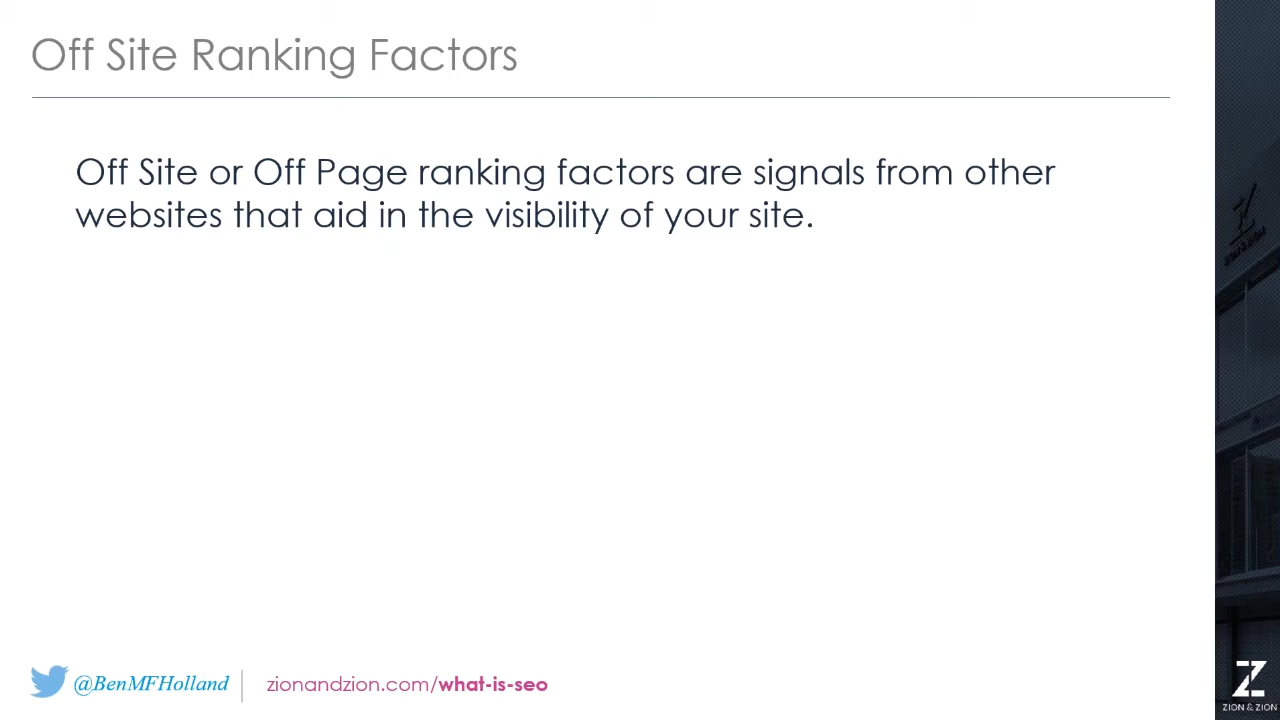 Off Site Ranking Factors
Off Site or Off Page ranking factors are signals from other
websites that aid in the visibility of your site.
@BenMFHolland
zionandzion.com/what-is-seo
ZION & ZION